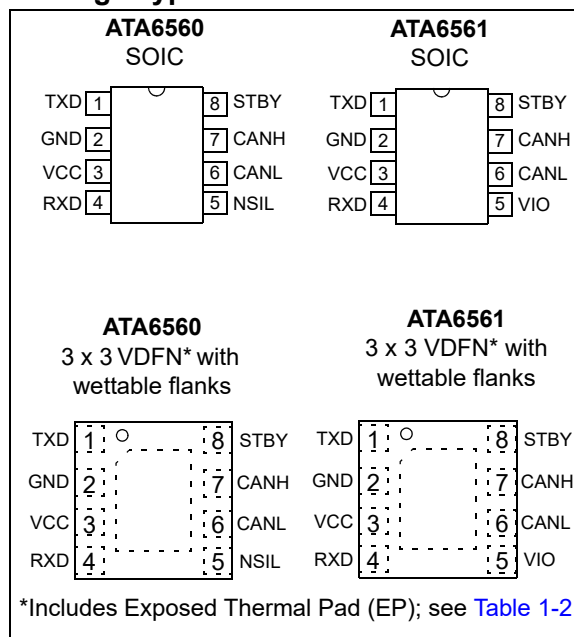 ATA6560
SOIC
TXD 1
GND 2
VCC 3
RXD 4
8 STBY
7 CANH
6 CANL
5 NSIL
ATA6561
SOIC
TXD 1
GND 2
VCC 3
RXD 4
8 STBY
7 CANH
6 CANL
5 VIO
ATA6560
3 x 3 VDFN* with
wettable flanks
TXD 1
GND 2
VCC 3
RXD 4
8 STBY
7 CANH
6 CANL
5 NSIL
ATA6561
3 x 3 VDFN* with
wettable flanks
TXD 1
GND 2
VCC 3
RXD 4
8 STBY
7 CANH
6 CANL
5 VIO
*Includes Exposed Thermal Pad (EP); see Table 1-2